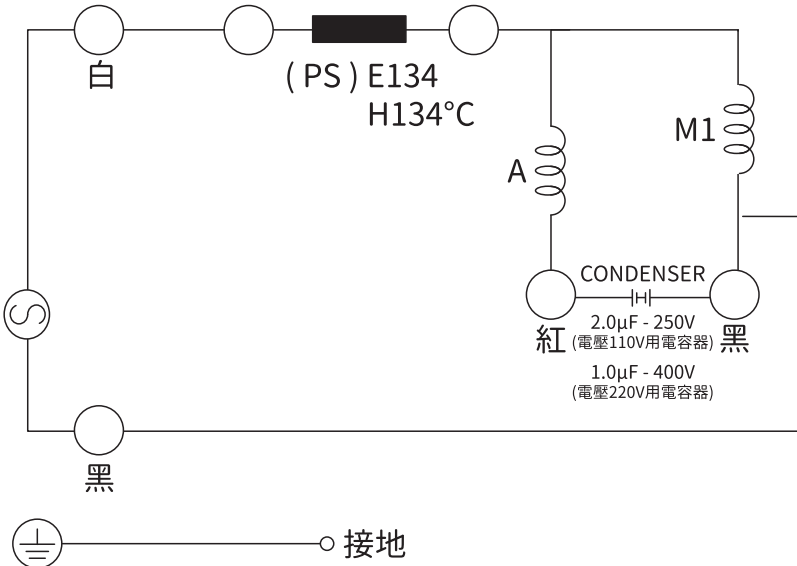 白
(PS) E134
H134°C
M1
A
S
CONDENSER
紅
2.0μF - 250V
(電壓110V用電容器)
黑
1.0μF - 400V
(電壓220V用電容器)
黑
接地